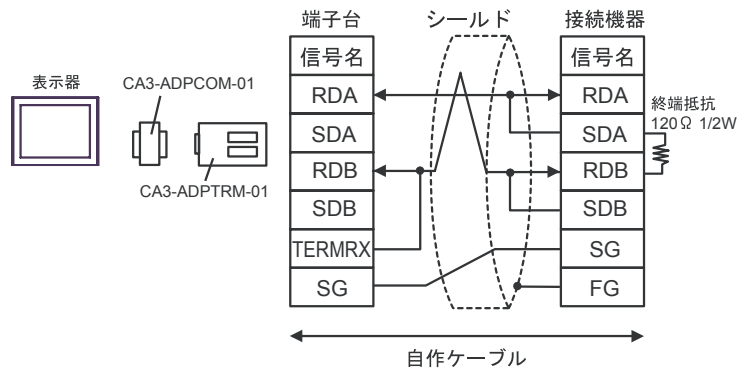 端子台
シールド
接続機器
信号名
信号名
表示器
CA3-ADPCOM-01
CA3-ADPTRM-01
RDA
RDA
SDA
SDA
終端抵抗
120Ω 1/2W
RDB
RDB
SDB
SDB
TERMRX
SG
SG
FG
自作ケーブル